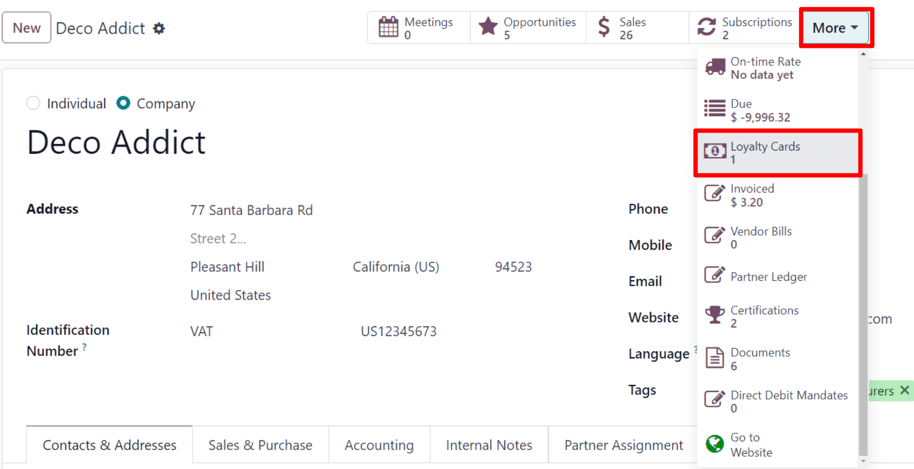 New
Deco Addict
Meetings
0
Opportunities
5
Sales
26
Subscriptions
2
More
On-time Rate
No data yet
Due
$ -9,996.32
Loyalty Cards
1
Invoiced
$ 3.20
Vendor Bills
0
Partner Ledger
Certifications
2
Documents
6
Direct Debit Mandates
0
Go to
Website
Individual
Company
Deco Addict
Address
77 Santa Barbara Rd
Street 2...
Pleasant Hill California (US) 94523
United States
Identification
Number ?
VAT US12345673
Phone
Mobile
Email
Website
com
Language ?
Tags
urers ✕
Contacts & Addresses
Sales & Purchase
Accounting
Internal Notes
Partner Assignment